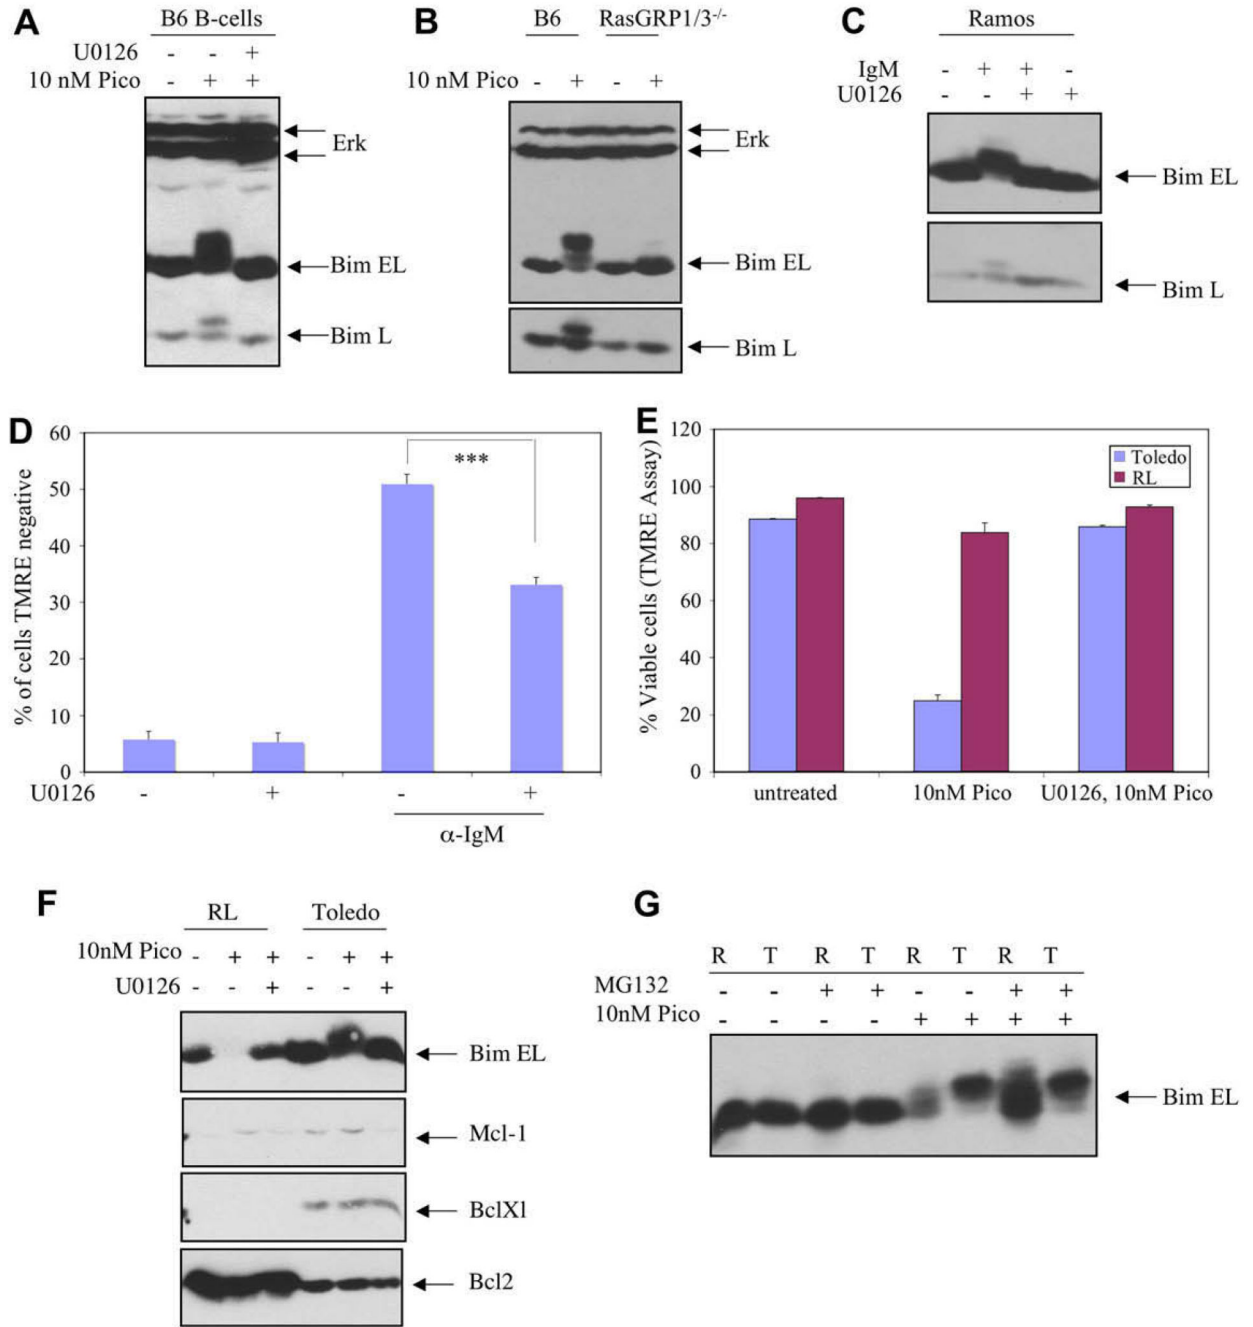 A
B6 B-cells
U0126 - - +
10 nM Pico - + +
Erk
Bim EL
Bim L
B
B6 RasGRP1/3-/-
10 nM Pico - + - +
Erk
Bim EL
Bim L
C
Ramos
IgM - + + -
U0126 - - + +
Bim EL
Bim L
D
% of cells TMRE negative
60
50
40
30
20
10
0
***
U0126 - + - +
α-IgM
E
% Viable cells (TMRE Assay)
120
100
80
60
40
20
0
Toledo
RL
untreated 10nM Pico U0126, 10nM Pico
F
RL Toledo
10nM Pico - + + - + +
U0126 - - + - - +
Bim EL
Mcl-1
BclXl
Bcl2
G
R T R T R T R T
MG132 - - + + - - + +
10nM Pico - - - - + + + +
Bim EL